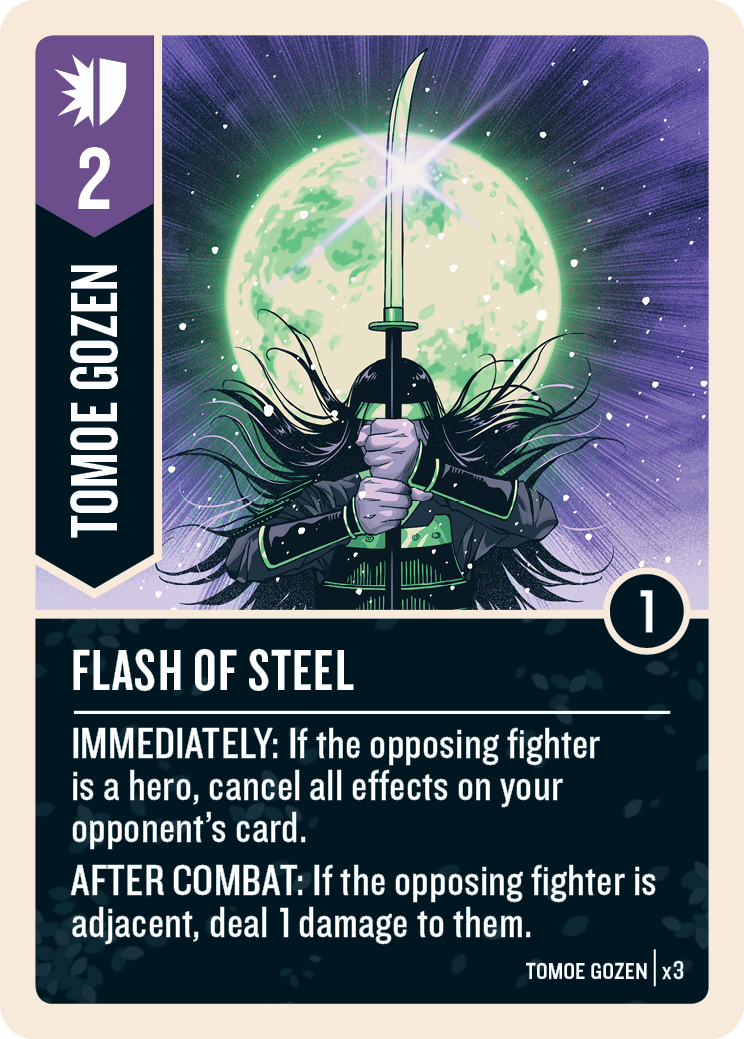 2
TOMOE GOZEN
1
FLASH OF STEEL
IMMEDIATELY: If the opposing fighter
is a hero, cancel all effects on your
opponent’s card.
AFTER COMBAT: If the opposing fighter is
adjacent, deal 1 damage to them.
TOMOE GOZEN | x3